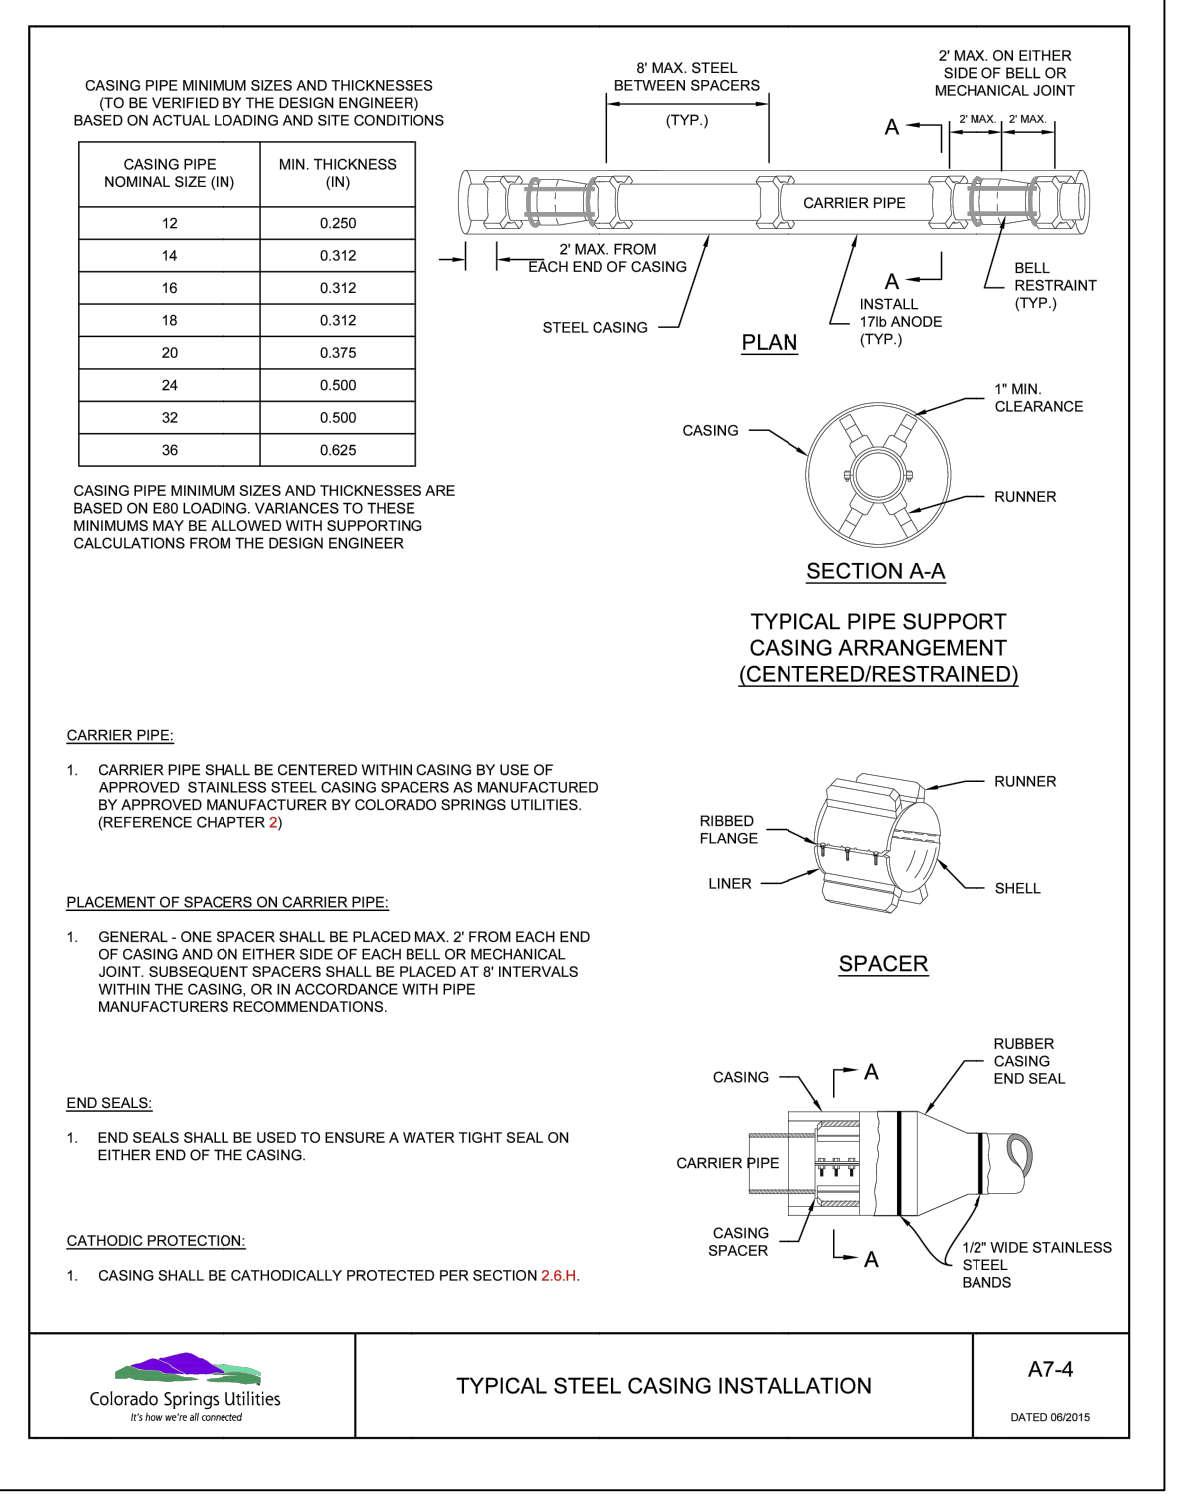 CASING PIPE MINIMUM SIZES AND THICKNESSES
(TO BE VERIFIED BY THE DESIGN ENGINEER)
BASED ON ACTUAL LOADING AND SITE CONDITIONS
CASING PIPE
NOMINAL SIZE (IN)
MIN. THICKNESS
(IN)
12 0.250
14 0.312
16 0.312
18 0.312
20 0.375
24 0.500
32 0.500
36 0.625
CASING PIPE MINIMUM SIZES AND THICKNESSES ARE
BASED ON E80 LOADING. VARIANCES TO THESE
MINIMUMS MAY BE ALLOWED WITH SUPPORTING
CALCULATIONS FROM THE DESIGN ENGINEER
8' MAX. STEEL
BETWEEN SPACERS
(TYP.)
2' MAX. ON EITHER
SIDE OF BELL OR
MECHANICAL JOINT
A
2' MAX.
2' MAX.
CARRIER PIPE
2' MAX. FROM
EACH END OF CASING
A
BELL
RESTRAINT
(TYP.)
INSTALL
17lb ANODE
(TYP.)
STEEL CASING
PLAN
1" MIN.
CLEARANCE
CASING
RUNNER
SECTION A-A
TYPICAL PIPE SUPPORT
CASING ARRANGEMENT
(CENTERED/RESTRAINED)
CARRIER PIPE:
1. CARRIER PIPE SHALL BE CENTERED WITHIN CASING BY USE OF
APPROVED STAINLESS STEEL CASING SPACERS AS MANUFACTURED
BY APPROVED MANUFACTURER BY COLORADO SPRINGS UTILITIES.
(REFERENCE CHAPTER 2)
RUNNER
RIBBED
FLANGE
LINER
SHELL
SPACER
PLACEMENT OF SPACERS ON CARRIER PIPE:
1. GENERAL - ONE SPACER SHALL BE PLACED MAX. 2' FROM EACH END
OF CASING AND ON EITHER SIDE OF EACH BELL OR MECHANICAL
JOINT. SUBSEQUENT SPACERS SHALL BE PLACED AT 8' INTERVALS
WITHIN THE CASING, OR IN ACCORDANCE WITH PIPE
MANUFACTURERS RECOMMENDATIONS.
END SEALS:
1. END SEALS SHALL BE USED TO ENSURE A WATER TIGHT SEAL ON
EITHER END OF THE CASING.
CATHODIC PROTECTION:
1. CASING SHALL BE CATHODICALLY PROTECTED PER SECTION 2.6.H.
RUBBER
CASING
END SEAL
CASING
A
CARRIER PIPE
CASING
SPACER
A
1/2" WIDE STAINLESS
STEEL
BANDS
Colorado Springs Utilities
It's how we're all connected
TYPICAL STEEL CASING INSTALLATION
A7-4
DATED 06/2015